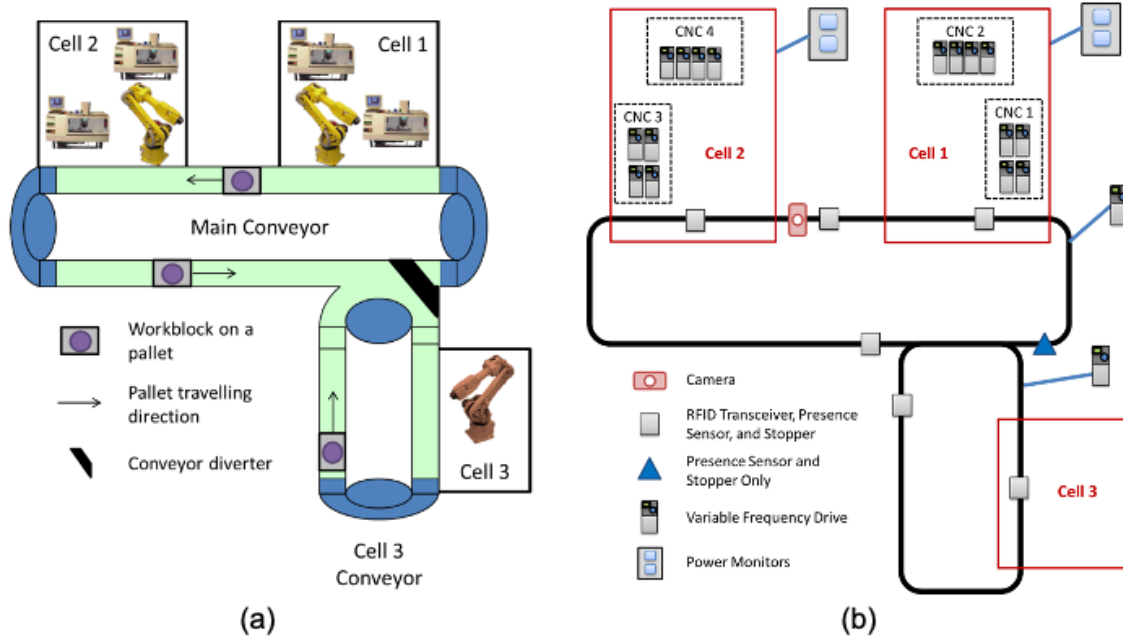 Cell 2
Cell 1
Main Conveyor
Workblock on a
pallet
Pallet travelling
direction
Conveyor diverter
Cell 3
Cell 3
Conveyor
(a)
CNC 4
CNC 2
CNC 3
CNC 1
Cell 2
Cell 1
Camera
RFID Transceiver, Presence
Sensor, and Stopper
Presence Sensor and
Stopper Only
Variable Frequency Drive
Power Monitors
Cell 3
(b)